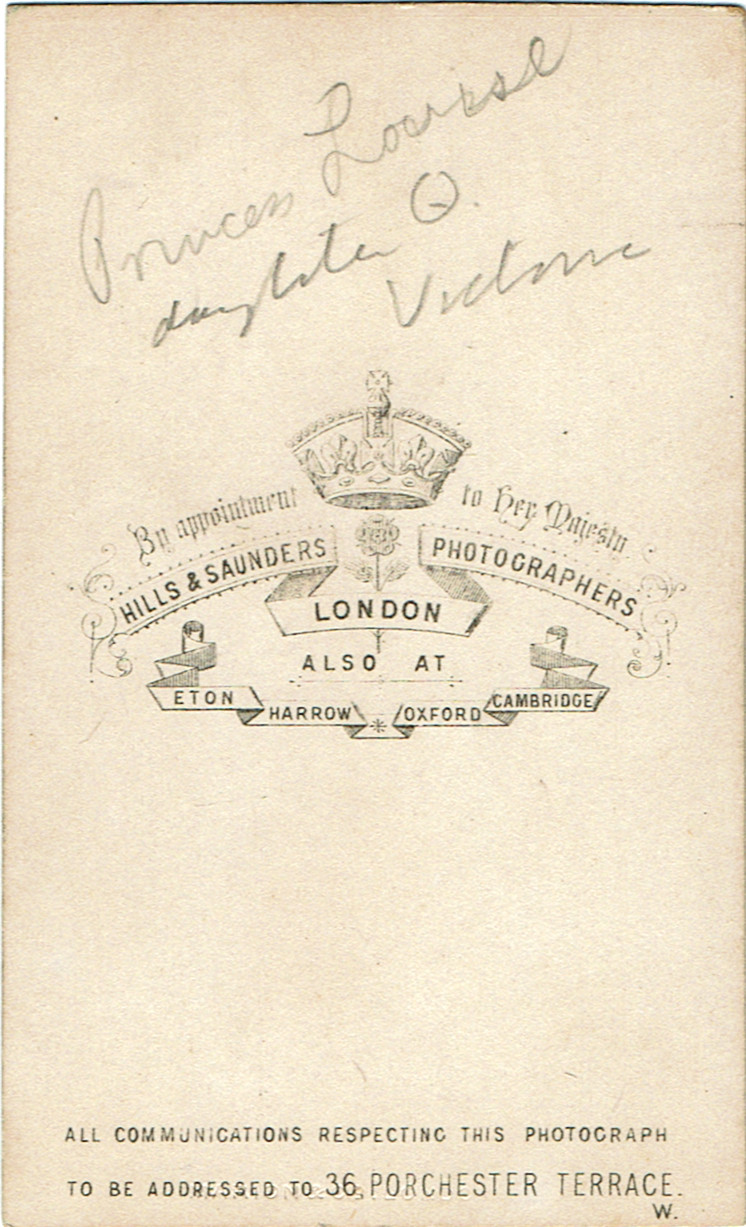 Princess Louise
daughter Q.
Victoria
By appointment to Her Majesty
HILLS & SAUNDERS PHOTOGRAPHERS
LONDON
ALSO AT
ETON HARROW * OXFORD CAMBRIDGE
ALL COMMUNICATIONS RESPECTING THIS PHOTOGRAPH
TO BE ADDRESSED TO 36 PORCHESTER TERRACE.
W.